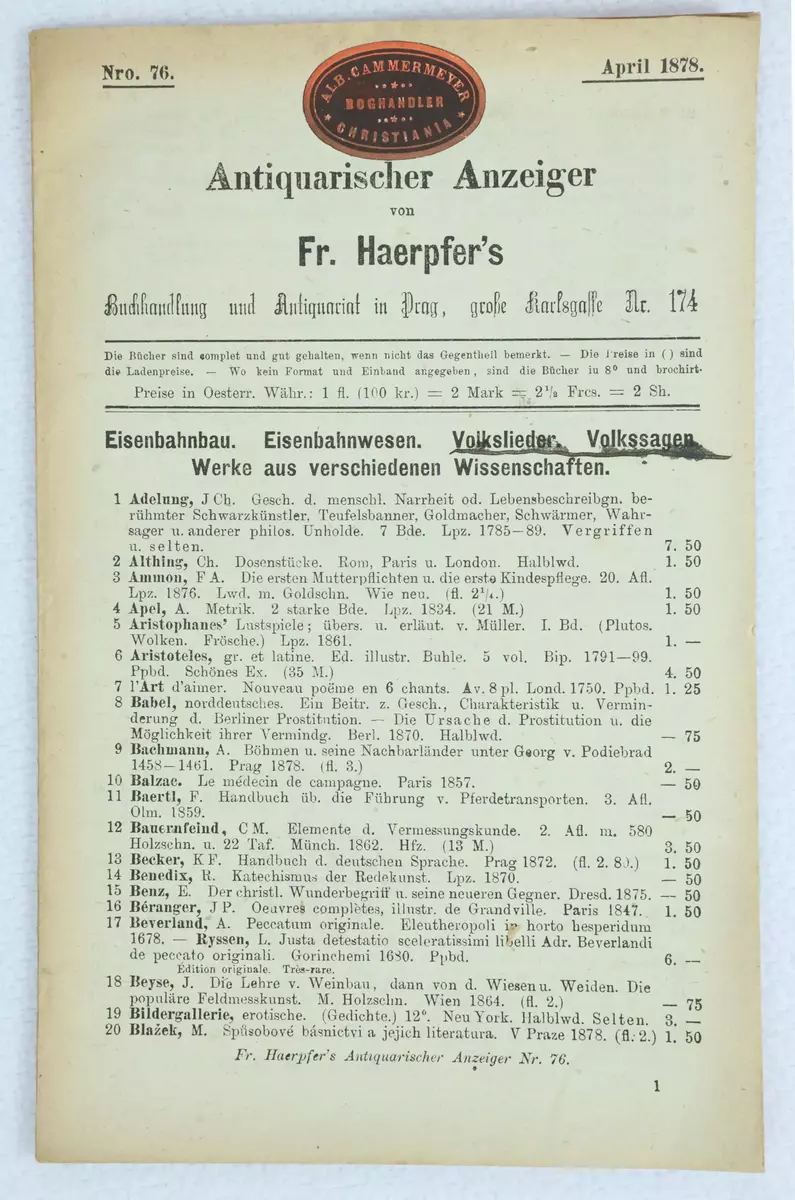 Nro. 76.
April 1878.
ALB. CAMMERMEYER
BOGHANDLER
CHRISTIANIA
Antiquarischer Anzeiger
von
Fr. Haerpfer's
Buchhandlung und Antiquariat in Prag, große Karlsgasse Nr. 174
Die Bücher sind complet und gut gehalten, wenn nicht das Gegentheil bemerkt. — Die Preise in ( ) sind
die Ladenpreise. — Wo kein Format und Einband angegeben, sind die Bücher in 8° und brochirt.
Preise in Oesterr. Währ.: 1 fl. (100 kr.) = 2 Mark = 2¹/₂ Frcs. = 2 Sh.
Eisenbahnbau. Eisenbahnwesen. Volkslieder. Volkssagen.
Werke aus verschiedenen Wissenschaften.
1 Adelung, J Ch. Gesch. d. menschl. Narrheit od. Lebensbeschreibgn. be-
rühmter Schwarzkünstler, Teufelsbanner, Goldmacher, Schwärmer, Wahr-
sager u. anderer philos. Unholde. 7 Bde. Lpz. 1785—89. Vergriffen
u. selten. 7. 50
2 Althing, Ch. Dosenstücke. Rom, Paris u. London. Halblwd. 1. 50
3 Ammon, F A. Die ersten Mutterpflichten u. die erste Kindespflege. 20. Afl.
Lpz. 1876. Lwd. m. Goldschn. Wie neu. (fl. 2¹/₄.) 1. 50
4 Apel, A. Metrik. 2 starke Bde. Lpz. 1834. (21 M.) 1. 50
5 Aristophanes' Lustspiele; übers. u. erläut. v. Müller. I. Bd. (Plutos.
Wolken. Frösche.) Lpz. 1861. 1. —
6 Aristoteles, gr. et latine. Ed. illustr. Buhle. 5 vol. Bip. 1791—99.
Ppbd. Schönes Ex. (35 M.) 4. 50
7 l'Art d'aimer. Nouveau poëme en 6 chants. Av. 8 pl. Lond. 1750. Ppbd. 1. 25
8 Babel, norddeutsches. Ein Beitr. z. Gesch., Charakteristik u. Vermin-
derung d. Berliner Prostitution. — Die Ursache d. Prostitution u. die
Möglichkeit ihrer Vermindg. Berl. 1870. Halblwd. — 75
9 Bachmann, A. Böhmen u. seine Nachbarländer unter Georg v. Podiebrad
1458—1461. Prag 1878. (fl. 3.) 2. —
10 Balzac. Le médecin de campagne. Paris 1857. — 50
11 Baertl, F. Handbuch üb. die Führung v. Pferdetransporten. 3. Afl.
Olm. 1859. — 50
12 Bauernfeind, C M. Elemente d. Vermessungskunde. 2. Afl. m. 580
Holzschn. u. 22 Taf. Münch. 1862. Hfz. (13 M.) 3. 50
13 Becker, K F. Handbuch d. deutschen Sprache. Prag 1872. (fl. 2. 80.) 1. 50
14 Benedix, R. Katechismus der Redekunst. Lpz. 1870. — 50
15 Benz, E. Der christl. Wunderbegriff u. seine neueren Gegner. Dresd. 1875. — 50
16 Béranger, J P. Oeuvres complètes, illustr. de Grandville. Paris 1847. 1. 50
17 Beverland, A. Peccatum originale. Eleutheropoli in horto hesperidum
1678. — Ryssen, L. Justa detestatio sceleratissimi libelli Adr. Beverlandi
de peccato originali. Gorinchemi 1680. Ppbd. 6. —
Édition originale. Très-rare.
18 Beyse, J. Die Lehre v. Weinbau, dann von d. Wiesen u. Weiden. Die
populäre Feldmesskunst. M. Holzschn. Wien 1864. (fl. 2.) — 75
19 Bildergallerie, erotische. (Gedichte.) 12°. New York. Halblwd. Selten. 3. —
20 Blažek, M. Spůsobové básnictvi a jejich literatura. V Praze 1878. (fl. 2.) 1. 50
Fr. Haerpfer's Antiquarischer Anzeiger Nr. 76.
1